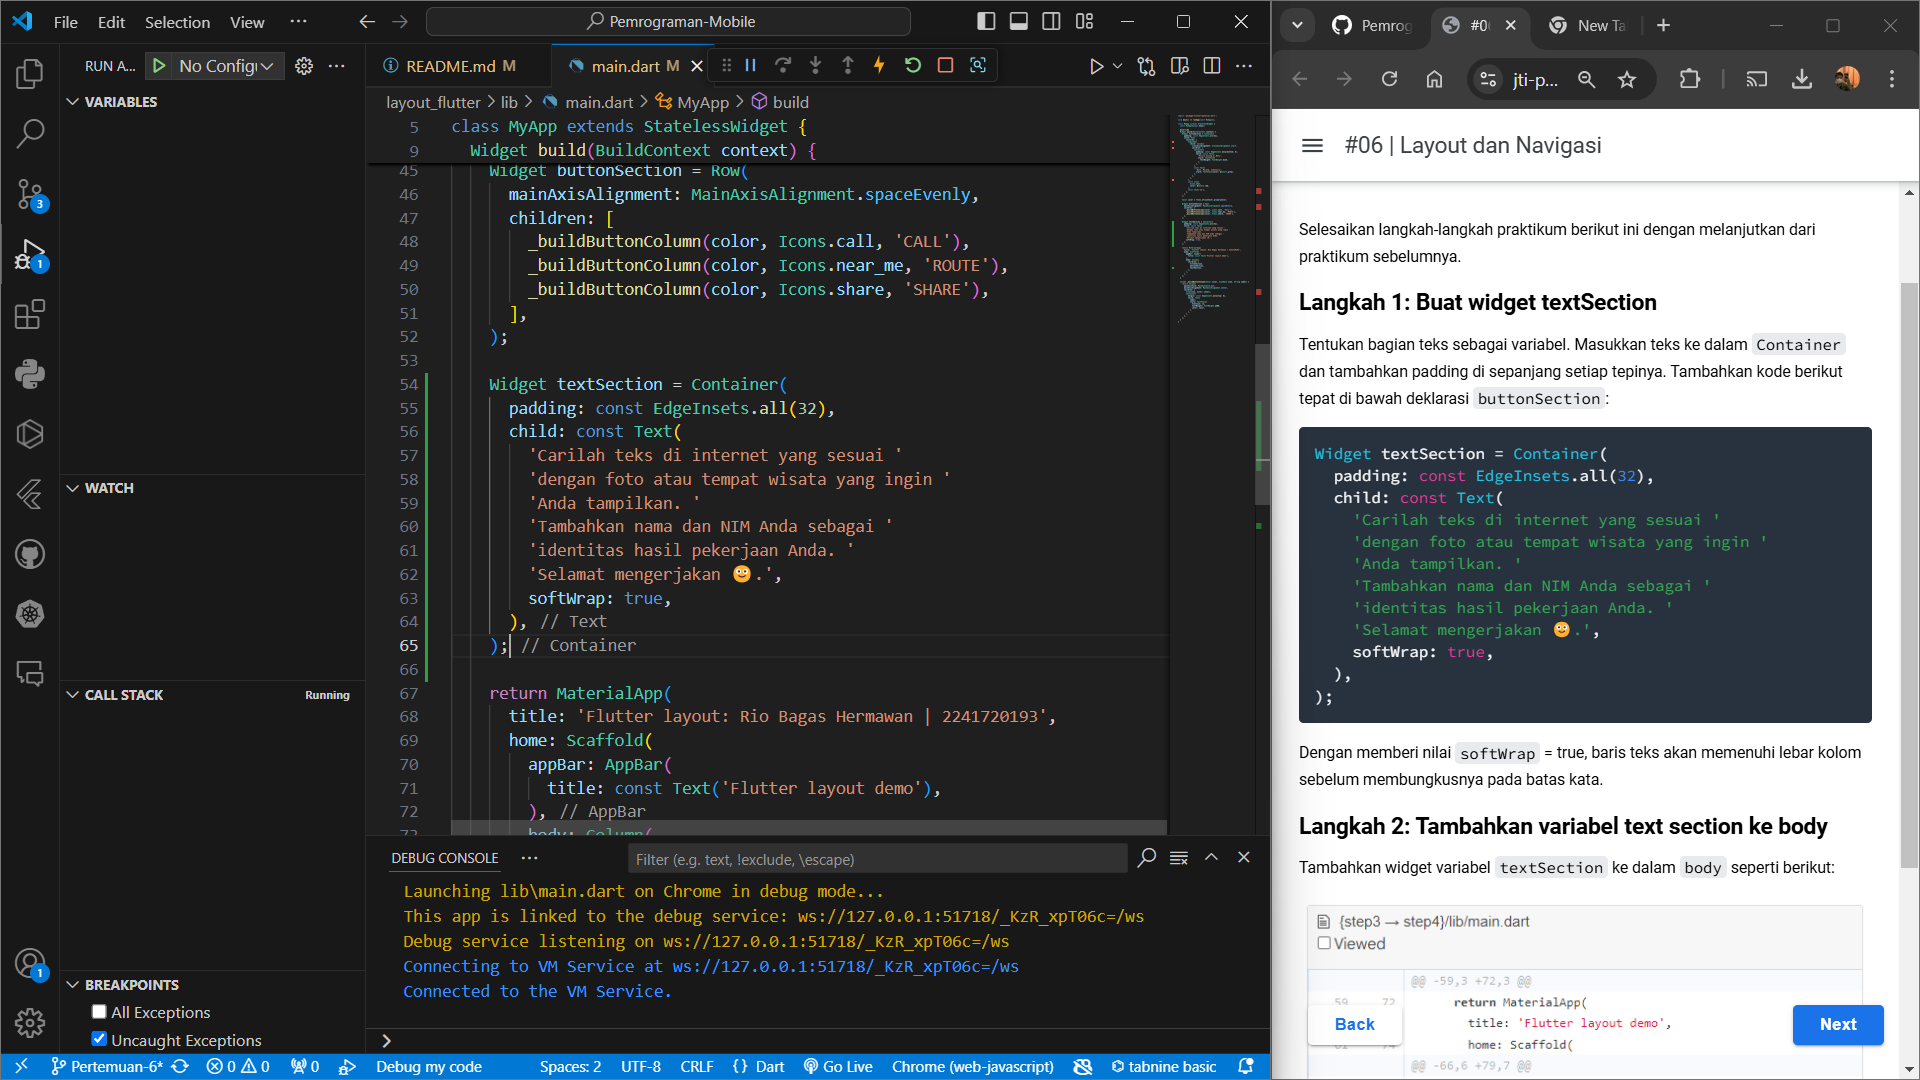 File Edit Selection View ···
Pemrograman-Mobile
RUN A... No Config
VARIABLES
WATCH
CALL STACK Running
BREAKPOINTS
All Exceptions
Uncaught Exceptions
README.md M
main.dart M
layout_flutter > lib > main.dart > MyApp > build
5 class MyApp extends StatelessWidget {
9 Widget build(BuildContext context) {
45 Widget buttonSection = Row(
46 mainAxisAlignment: MainAxisAlignment.spaceEvenly,
47 children: [
48 _buildButtonColumn(color, Icons.call, 'CALL'),
49 _buildButtonColumn(color, Icons.near_me, 'ROUTE'),
50 _buildButtonColumn(color, Icons.share, 'SHARE'),
51 ],
52 );
53
54 Widget textSection = Container(
55 padding: const EdgeInsets.all(32),
56 child: const Text(
57 'Carilah teks di internet yang sesuai '
58 'dengan foto atau tempat wisata yang ingin '
59 'Anda tampilkan. '
60 'Tambahkan nama dan NIM Anda sebagai '
61 'identitas hasil pekerjaan Anda. '
62 'Selamat mengerjakan 🙂.',
63 softWrap: true,
64 ), // Text
65 ); // Container
66
67 return MaterialApp(
68 title: 'Flutter layout: Rio Bagas Hermawan | 2241720193',
69 home: Scaffold(
70 appBar: AppBar(
71 title: const Text('Flutter layout demo'),
72 ), // AppBar
73 body: Column(
DEBUG CONSOLE ···
Filter (e.g. text, !exclude, \escape)
Launching lib\main.dart on Chrome in debug mode...
This app is linked to the debug service: ws://127.0.0.1:51718/_KzR_xpT06c=/ws
Debug service listening on ws://127.0.0.1:51718/_KzR_xpT06c=/ws
Connecting to VM Service at ws://127.0.0.1:51718/_KzR_xpT06c=/ws
Connected to the VM Service.
Pertemuan-6* 0 0 0 Debug my code Spaces: 2 UTF-8 CRLF {} Dart Go Live Chrome (web-javascript) tabnine basic
Pemrog #0 New Ta
jti-p...
#06 | Layout dan Navigasi
Selesaikan langkah-langkah praktikum berikut ini dengan melanjutkan dari
praktikum sebelumnya.
Langkah 1: Buat widget textSection
Tentukan bagian teks sebagai variabel. Masukkan teks ke dalam Container
dan tambahkan padding di sepanjang setiap tepinya. Tambahkan kode berikut
tepat di bawah deklarasi buttonSection:
Widget textSection = Container(
padding: const EdgeInsets.all(32),
child: const Text(
'Carilah teks di internet yang sesuai '
'dengan foto atau tempat wisata yang ingin '
'Anda tampilkan. '
'Tambahkan nama dan NIM Anda sebagai '
'identitas hasil pekerjaan Anda. '
'Selamat mengerjakan 🙂.',
softWrap: true,
),
);
Dengan memberi nilai softWrap = true, baris teks akan memenuhi lebar kolom
sebelum membungkusnya pada batas kata.
Langkah 2: Tambahkan variabel text section ke body
Tambahkan widget variabel textSection ke dalam body seperti berikut:
{step3 → step4}/lib/main.dart
Viewed
@@ -59,3 +72,3 @@
59 72 return MaterialApp(
title: 'Flutter layout demo',
home: Scaffold(
@@ -66,6 +79,7 @@
Back
Next